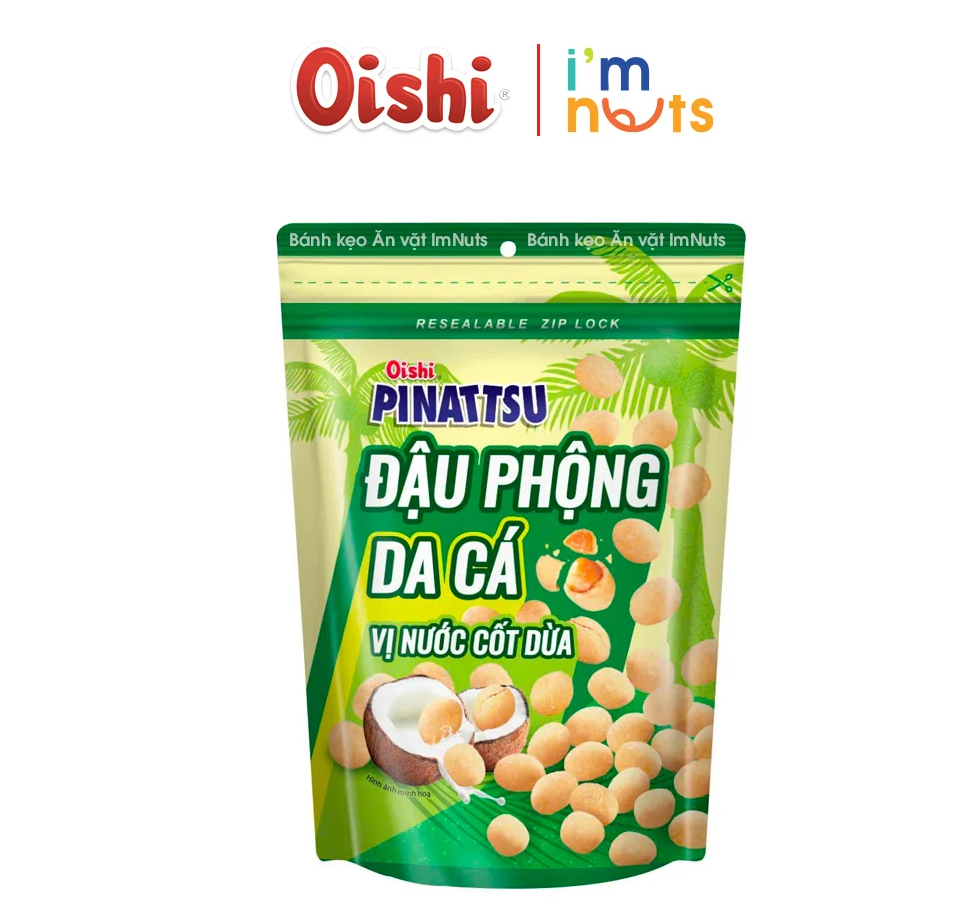 Oishi®
i'm
nuts
Bánh kẹo Ăn vặt ImNuts Bánh kẹo Ăn vặt ImNuts
RESEALABLE ZIP LOCK
Oishi
PINATTSU
ĐẬU PHỘNG
DA CÁ
VỊ NƯỚC CỐT DỪA
Hình ảnh minh hoạ